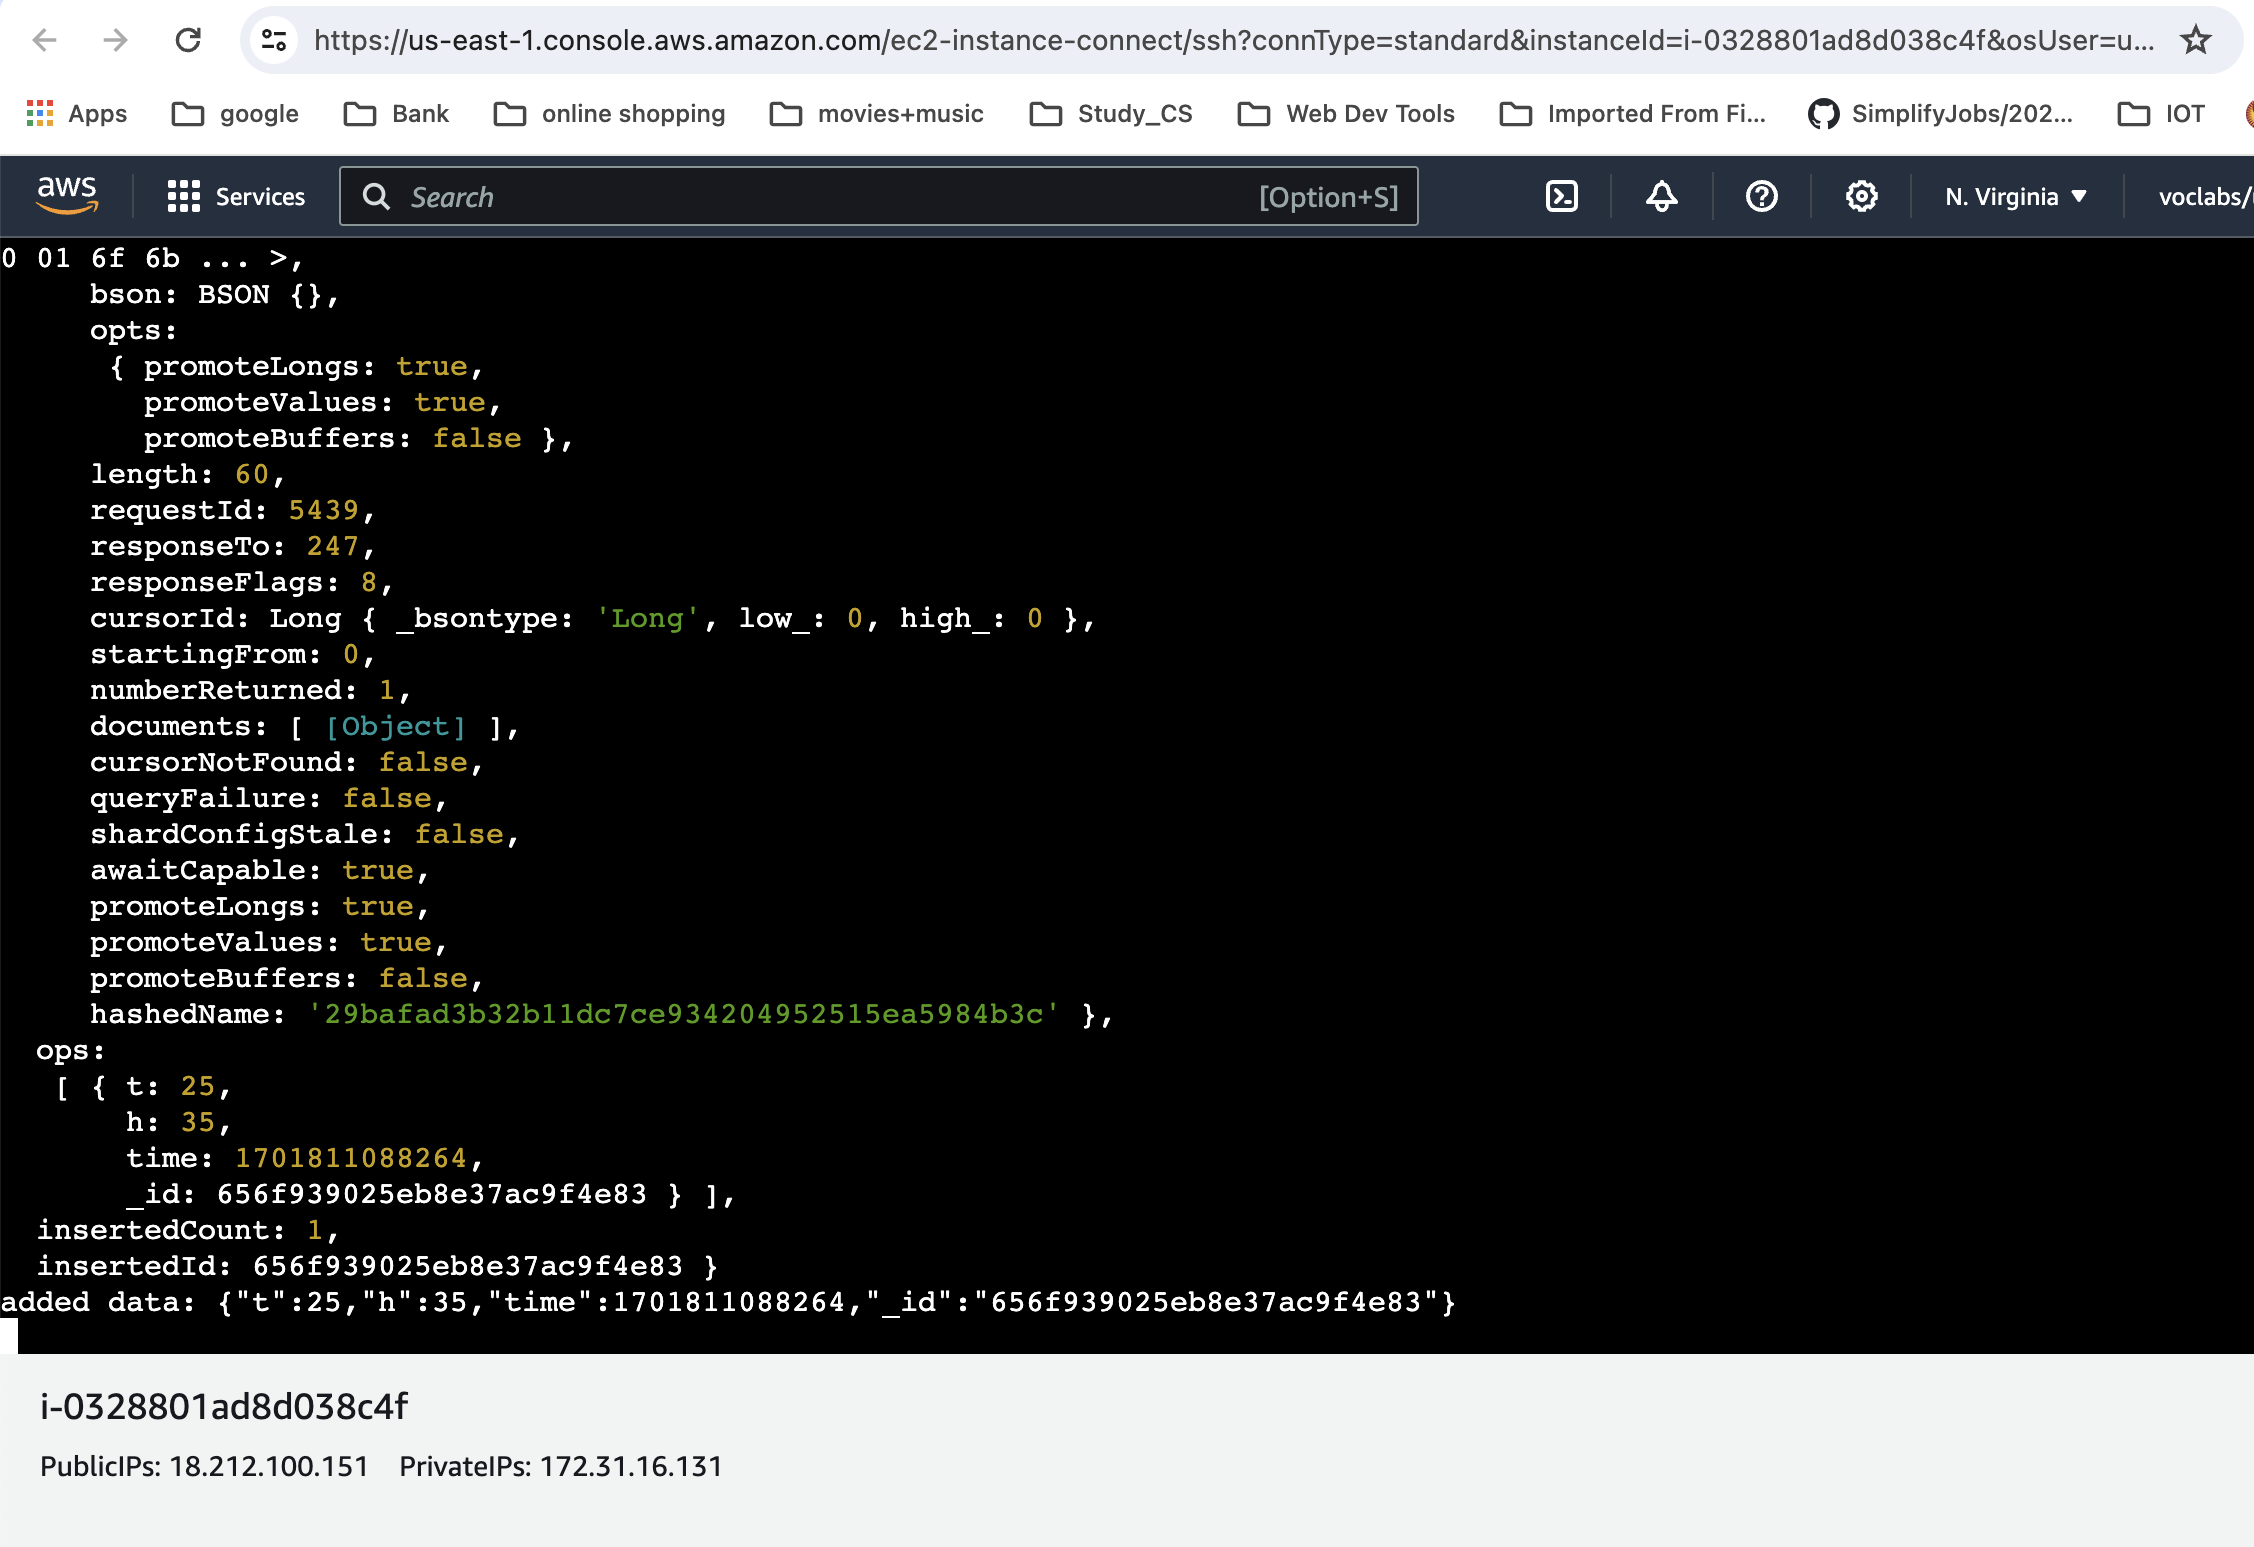 https://us-east-1.console.aws.amazon.com/ec2-instance-connect/ssh?connType=standard&instanceId=i-0328801ad8d038c4f&osUser=u...
Apps google Bank online shopping movies+music Study_CS Web Dev Tools Imported From Fi... SimplifyJobs/202... IOT
aws Services Search [Option+S] N. Virginia voclabs/
0 01 6f 6b ... >,
bson: BSON {},
opts:
{ promoteLongs: true,
promoteValues: true,
promoteBuffers: false },
length: 60,
requestId: 5439,
responseTo: 247,
responseFlags: 8,
cursorId: Long { _bsontype: 'Long', low_: 0, high_: 0 },
startingFrom: 0,
numberReturned: 1,
documents: [ [Object] ],
cursorNotFound: false,
queryFailure: false,
shardConfigStale: false,
awaitCapable: true,
promoteLongs: true,
promoteValues: true,
promoteBuffers: false,
hashedName: '29bafad3b32b11dc7ce934204952515ea5984b3c' },
ops:
[ { t: 25,
h: 35,
time: 1701811088264,
_id: 656f939025eb8e37ac9f4e83 } ],
insertedCount: 1,
insertedId: 656f939025eb8e37ac9f4e83 }
added data: {"t":25,"h":35,"time":1701811088264,"_id":"656f939025eb8e37ac9f4e83"}
i-0328801ad8d038c4f
PublicIPs: 18.212.100.151 PrivateIPs: 172.31.16.131